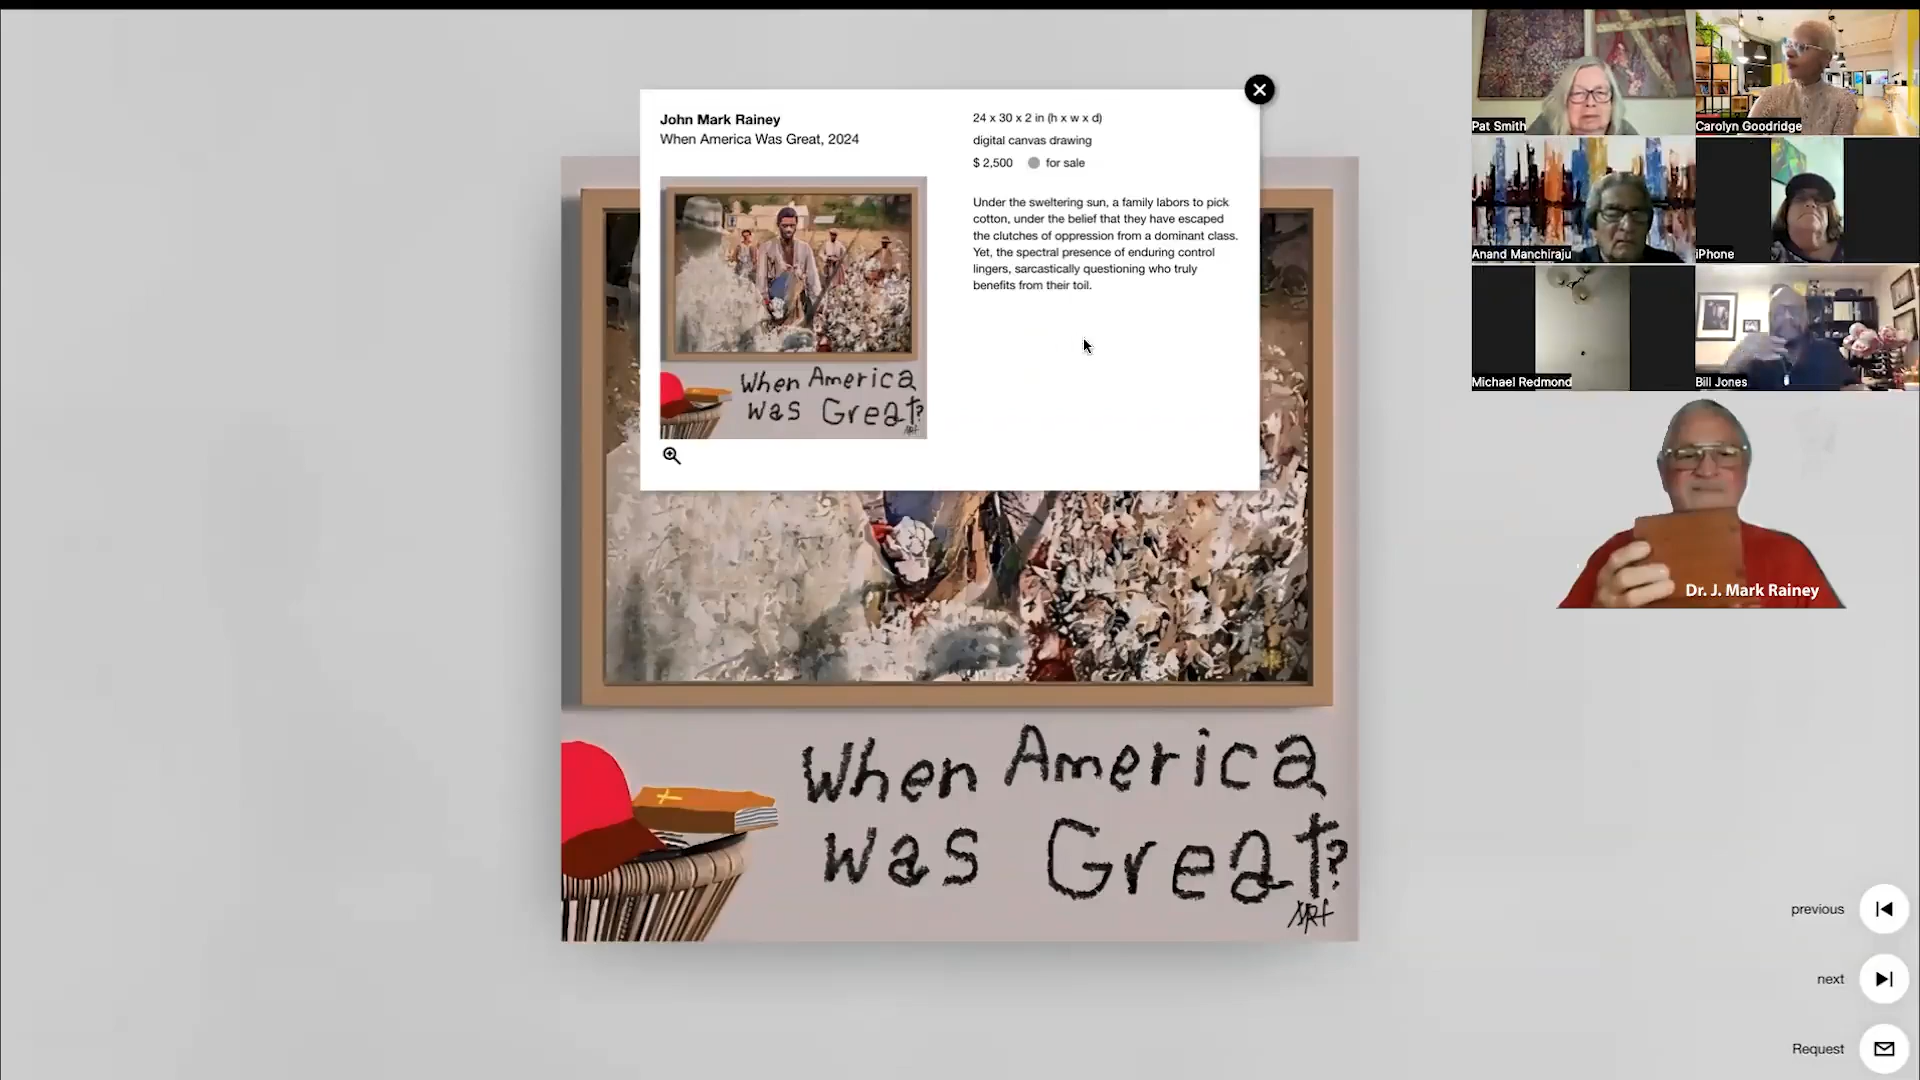 John Mark Rainey
When America Was Great, 2024
24 x 30 x 2 in (h x w x d)
digital canvas drawing
$ 2,500 for sale
Under the sweltering sun, a family labors to pick
cotton, under the belief that they have escaped
the clutches of oppression from a dominant class.
Yet, the spectral presence of enduring control
lingers, sarcastically questioning who truly
benefits from their toil.
When America
Was Great?
When America
Was Great?
Pat Smith
Carolyn Goodridge
Anand Manchiraju
iPhone
Michael Redmond
Bill Jones
Dr. J. Mark Rainey
previous
next
Request